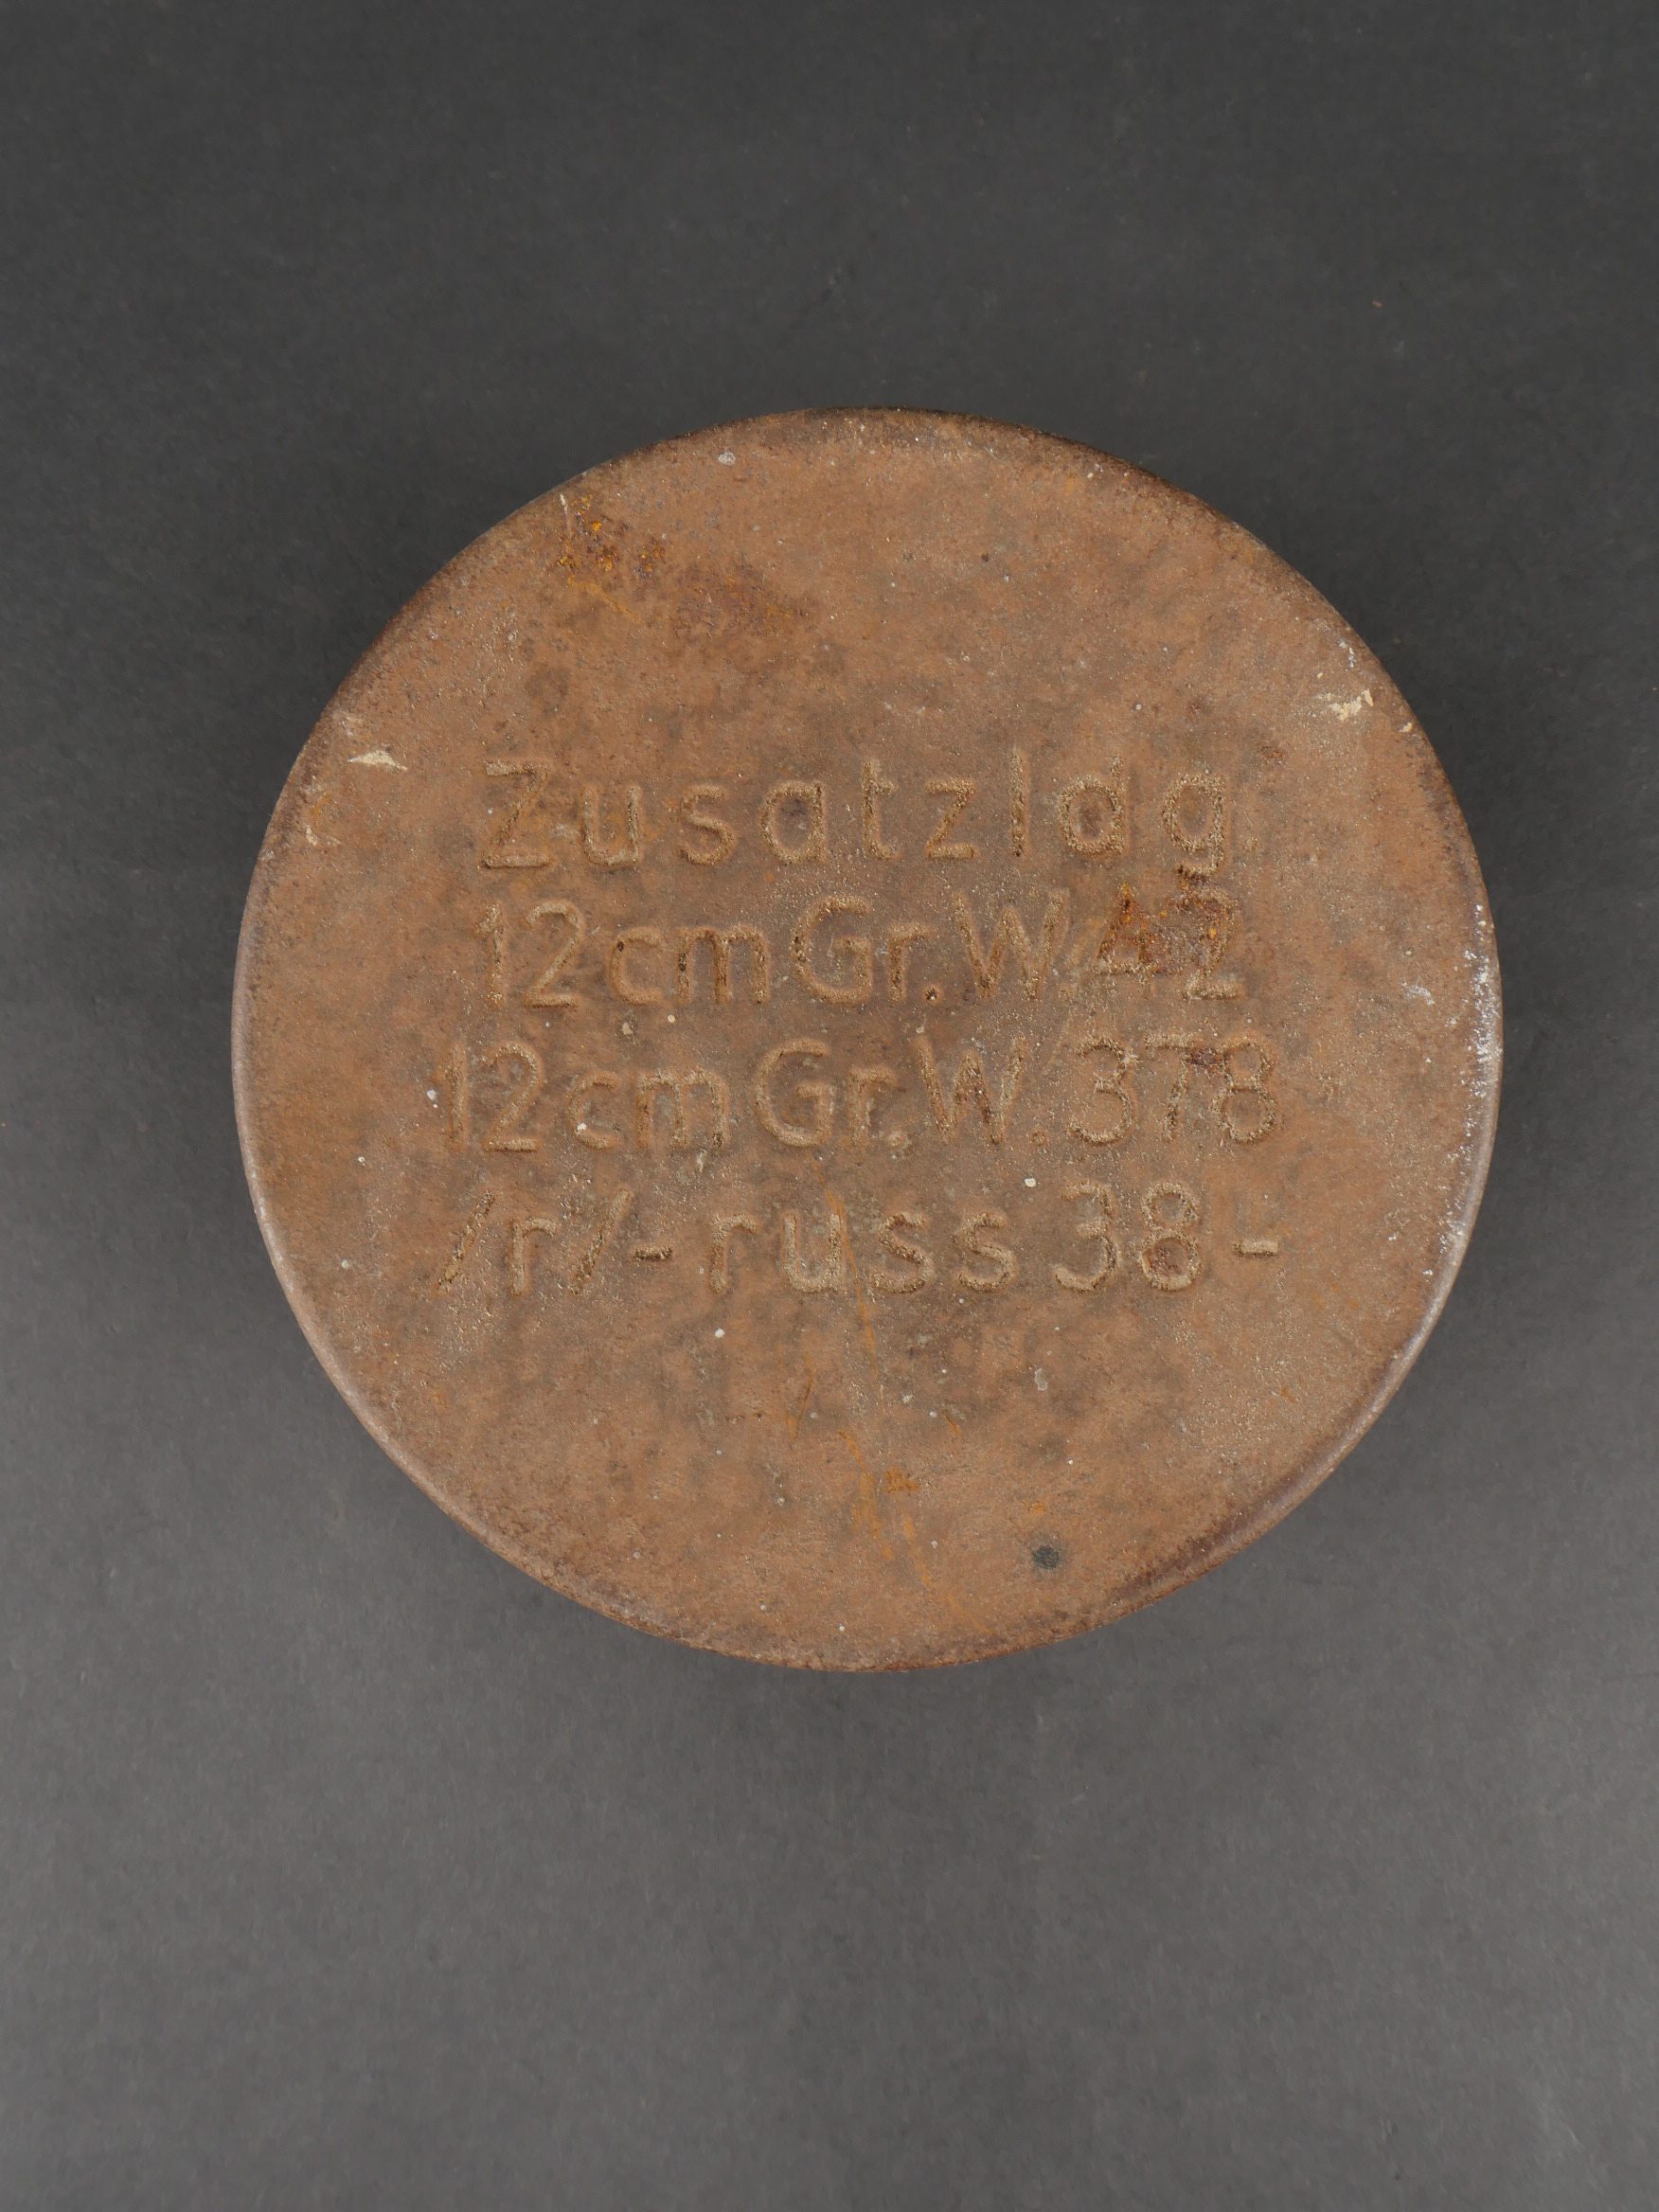 Zusatzldg.
12cm Gr.W.42
12cm Gr.W.378
/r/-russ 38-